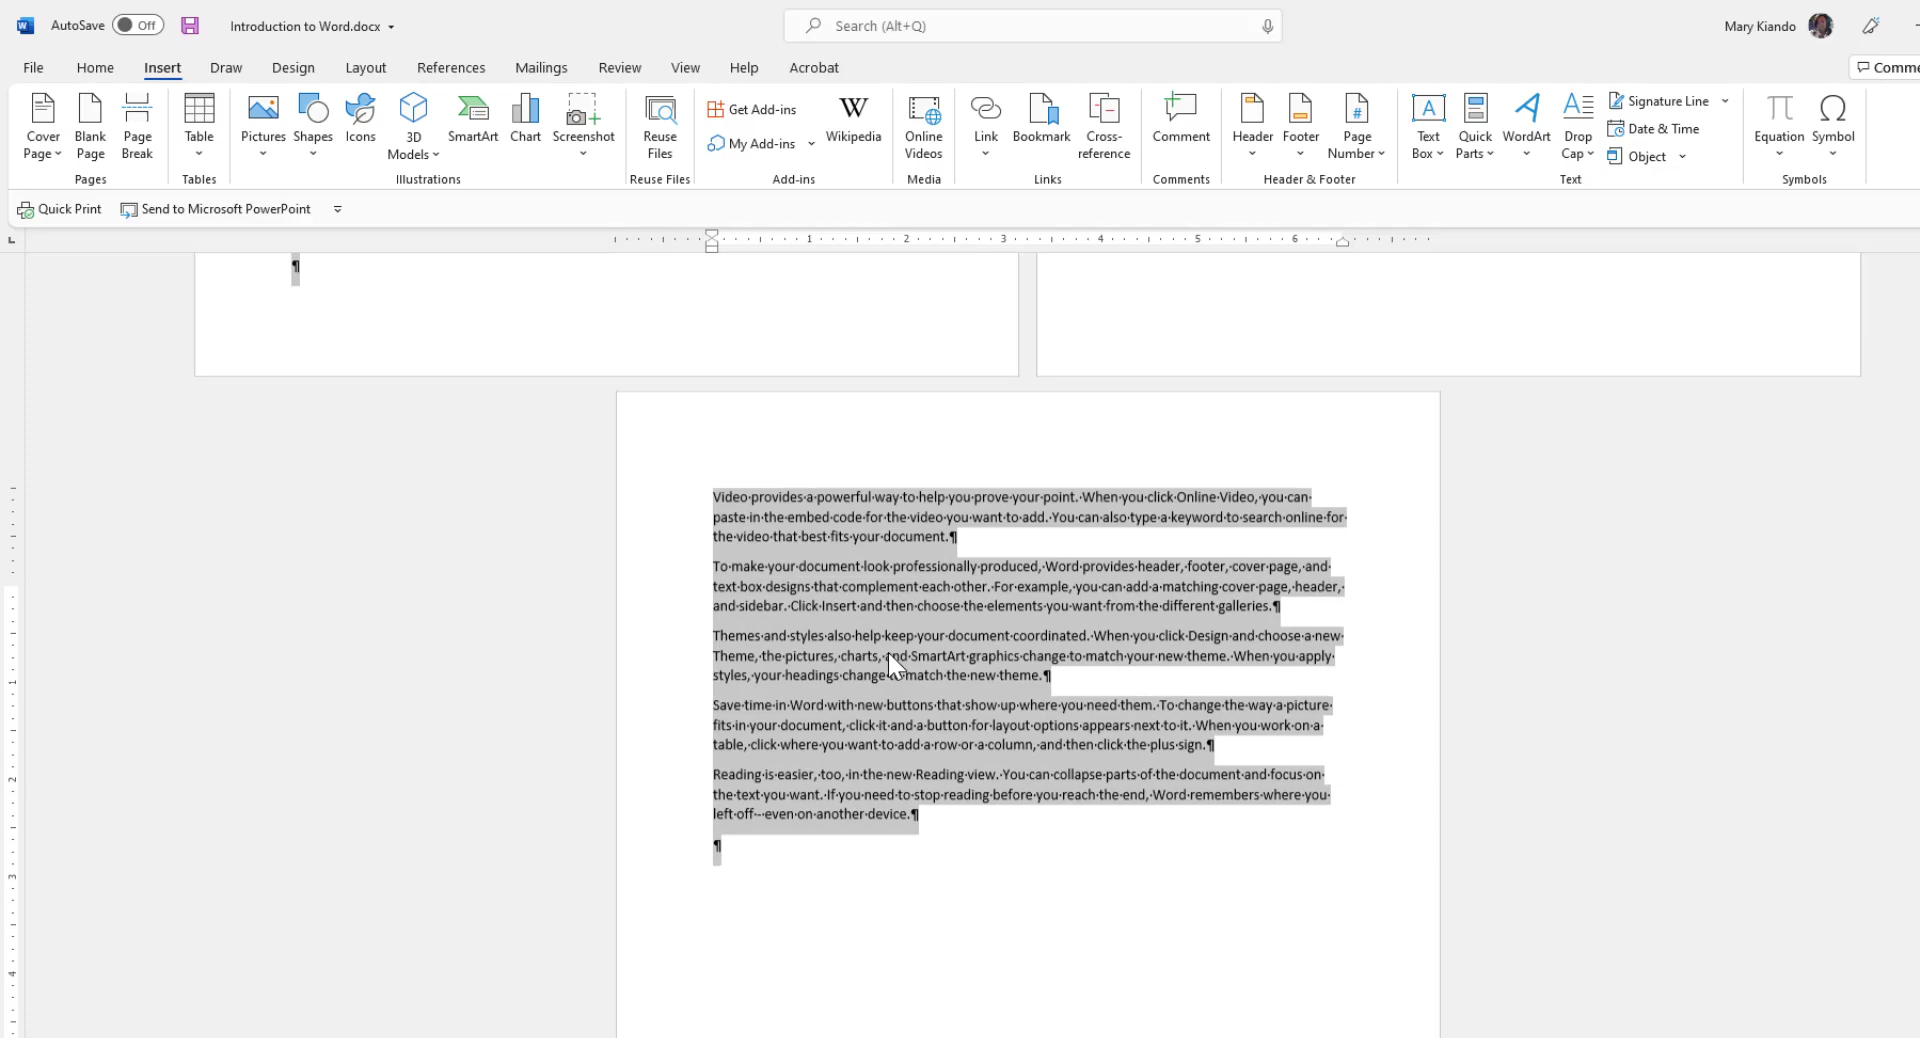 AutoSave Off Introduction to Word.docx Search (Alt+Q) Mary Kiando
File Home Insert Draw Design Layout References Mailings Review View Help Acrobat Comme
Cover Page
Blank Page
Page Break
Pages
Table
Tables
Pictures
Shapes
Icons
3D Models
SmartArt
Chart
Screenshot
Illustrations
Reuse Files
Reuse Files
Get Add-ins
My Add-ins
W
Wikipedia
Add-ins
Online Videos
Media
Link
Bookmark
Cross-reference
Links
Comment
Comments
Header
Footer
#
Page Number
Header & Footer
A
Text Box
Quick Parts
A
WordArt
A
Drop Cap
Signature Line
Date & Time
Object
Text
π
Equation
Ω
Symbol
Symbols
Quick Print Send to Microsoft PowerPoint
1 2 3 4 5 6
¶
Video·provides·a·powerful·way·to·help·you·prove·your·point.·When·you·click·Online·Video,·you·can·
paste·in·the·embed·code·for·the·video·you·want·to·add.·You·can·also·type·a·keyword·to·search·online·for·
the·video·that·best·fits·your·document.¶
To·make·your·document·look·professionally·produced,·Word·provides·header,·footer,·cover·page,·and·
text·box·designs·that·complement·each·other.·For·example,·you·can·add·a·matching·cover·page,·header,·
and·sidebar.·Click·Insert·and·then·choose·the·elements·you·want·from·the·different·galleries.¶
Themes·and·styles·also·help·keep·your·document·coordinated.·When·you·click·Design·and·choose·a·new·
Theme,·the·pictures,·charts,·and·SmartArt·graphics·change·to·match·your·new·theme.·When·you·apply·
styles,·your·headings·change·match·the·new·theme.¶
Save·time·in·Word·with·new·buttons·that·show·up·where·you·need·them.·To·change·the·way·a·picture·
fits·in·your·document,·click·it·and·a·button·for·layout·options·appears·next·to·it.·When·you·work·on·a·
table,·click·where·you·want·to·add·a·row·or·a·column,·and·then·click·the·plus·sign.¶
Reading·is·easier,·too,·in·the·new·Reading·view.·You·can·collapse·parts·of·the·document·and·focus·on·
the·text·you·want.·If·you·need·to·stop·reading·before·you·reach·the·end,·Word·remembers·where·you·
left·off·-·even·on·another·device.¶
¶
1
2
3
4